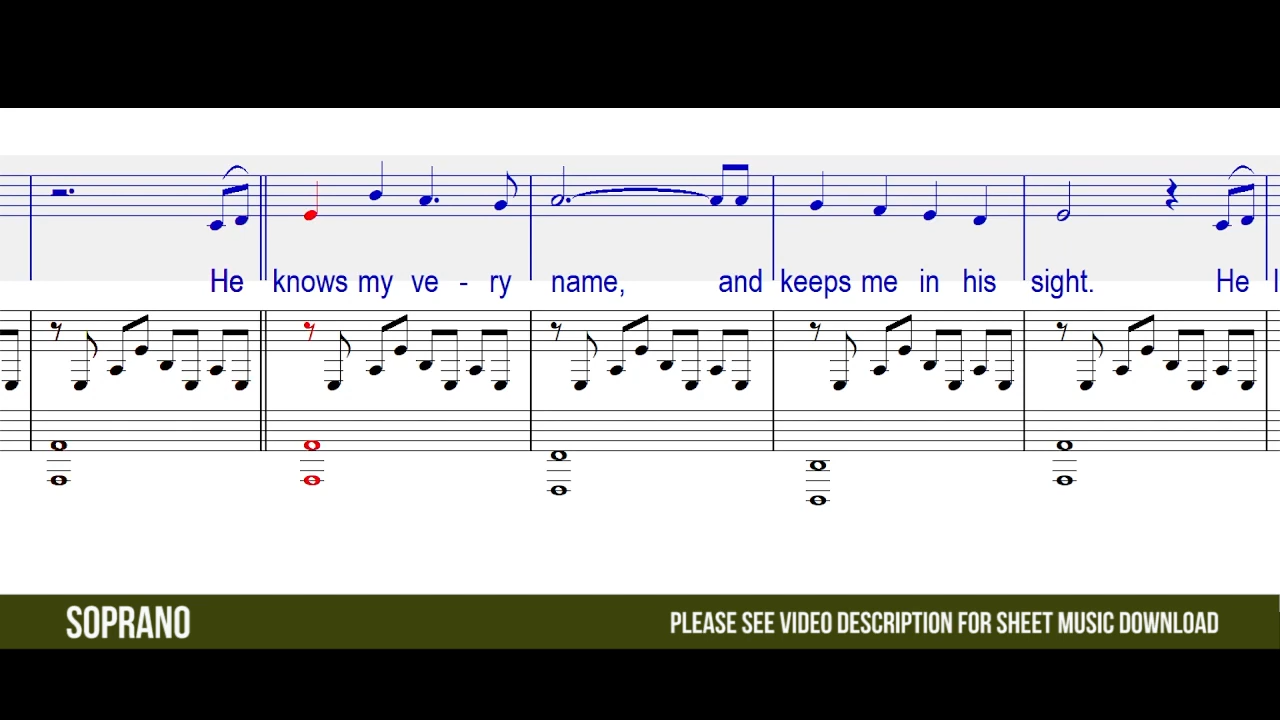 He knows my ve - ry name, and keeps me in his sight. He
SOPRANO
PLEASE SEE VIDEO DESCRIPTION FOR SHEET MUSIC DOWNLOAD